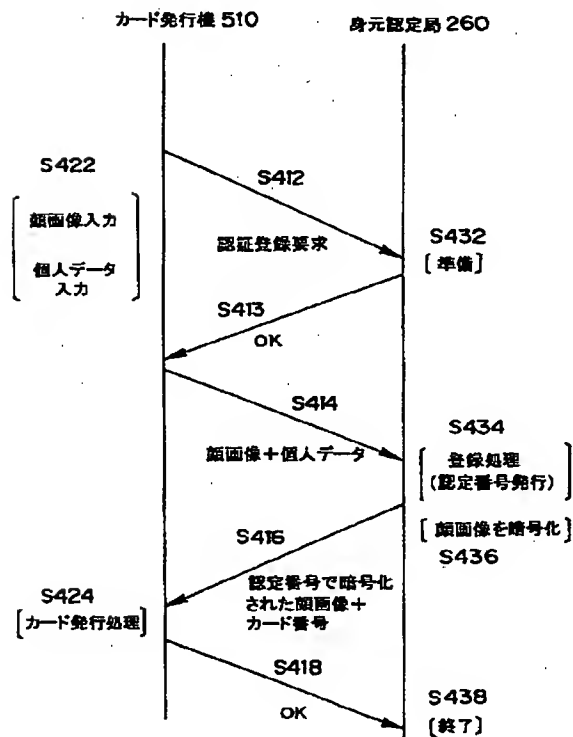 カード発行機 510
身元認定局 260
S422
顔画像入力
個人データ
入力
S412
認証登録要求
S432
[準備]
S413
OK
S414
顔画像+個人データ
S434
登録処理
(認定番号発行)
[顔画像を暗号化]
S436
S416
認定番号で暗号化
された顔画像+
カード番号
S424
[カード発行処理]
S418
OK
S438
[終了]